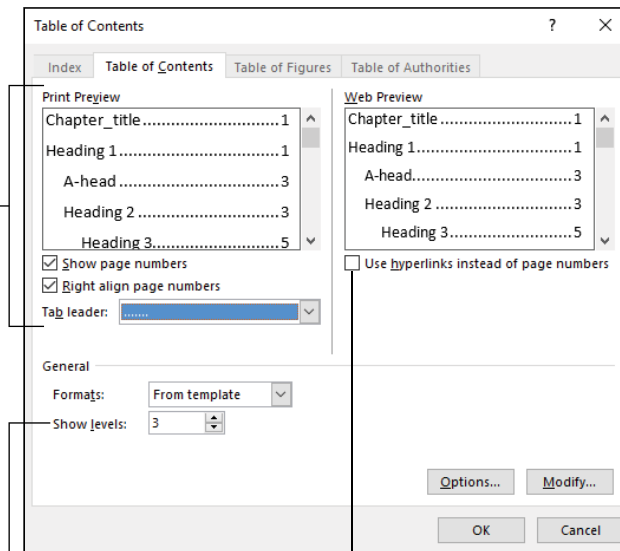 Table of Contents ? ×
Index Table of Contents Table of Figures Table of Authorities
Print Preview
Chapter_title..............................1
Heading 1.................................1
A-head..................................3
Heading 2..............................3
Heading 3...........................5
Show page numbers
Right align page numbers
Tab leader: .......
Web Preview
Chapter_title..............................1
Heading 1.................................1
A-head..................................3
Heading 2..............................3
Heading 3...........................5
Use hyperlinks instead of page numbers
General
Formats: From template
Show levels: 3
Options... Modify...
OK Cancel